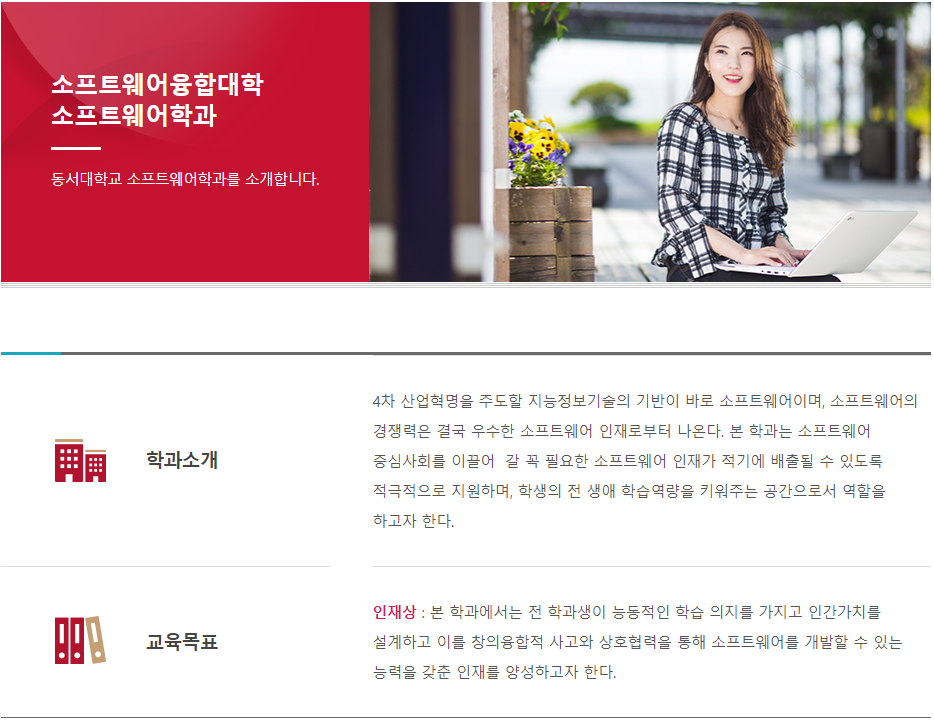 소프트웨어융합대학
소프트웨어학과
동서대학교 소프트웨어학과를 소개합니다.
학과소개
4차 산업혁명을 주도할 지능정보기술의 기반이 바로 소프트웨어이며, 소프트웨어의
경쟁력은 결국 우수한 소프트웨어 인재로부터 나온다. 본 학과는 소프트웨어
중심사회를 이끌어  갈 꼭 필요한 소프트웨어 인재가 적기에 배출될 수 있도록
적극적으로 지원하며, 학생의 전 생애 학습역량을 키워주는 공간으로서 역할을
하고자 한다.
교육목표
인재상 : 본 학과에서는 전 학과생이 능동적인 학습 의지를 가지고 인간가치를
설계하고 이를 창의융합적 사고와 상호협력을 통해 소프트웨어를 개발할 수 있는
능력을 갖춘 인재를 양성하고자 한다.